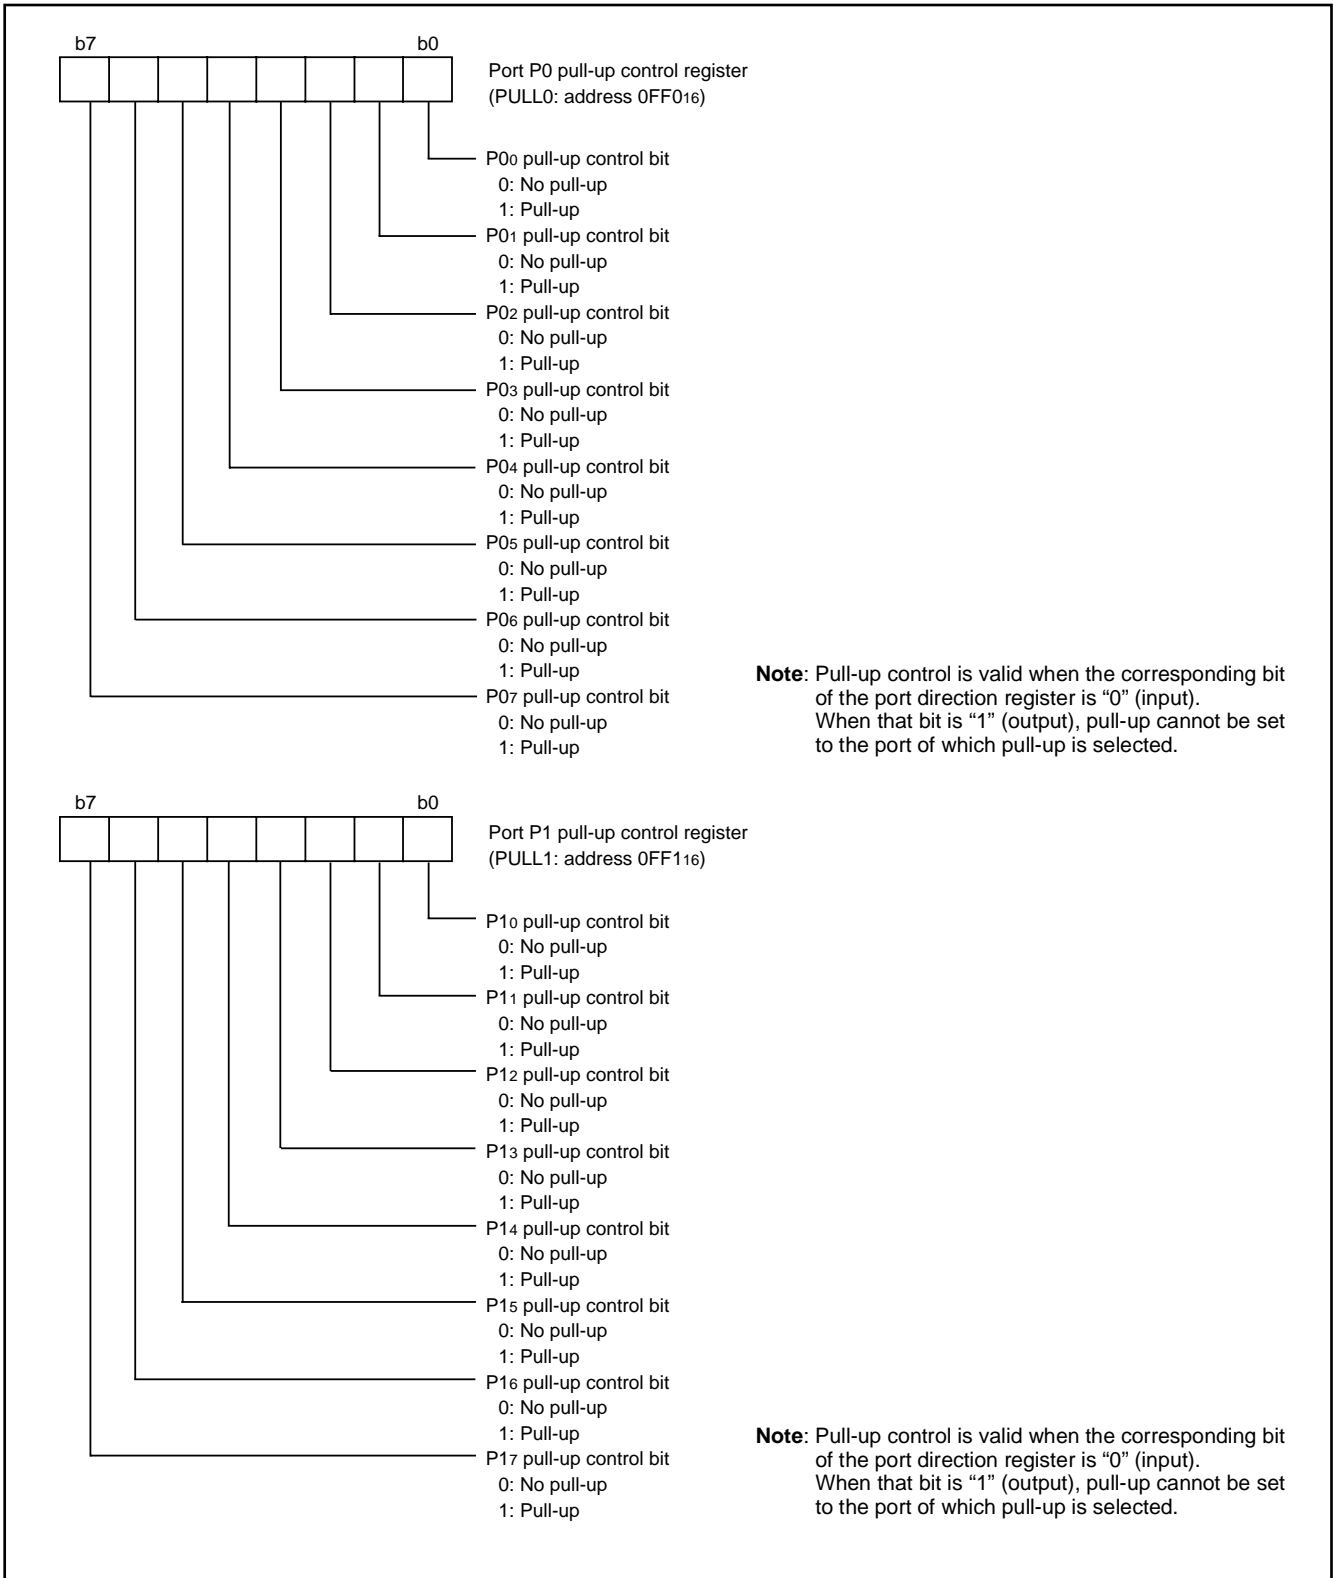 b7 b0
Port P0 pull-up control register
(PULL0: address 0FF016)
P00 pull-up control bit
0: No pull-up
1: Pull-up
P01 pull-up control bit
0: No pull-up
1: Pull-up
P02 pull-up control bit
0: No pull-up
1: Pull-up
P03 pull-up control bit
0: No pull-up
1: Pull-up
P04 pull-up control bit
0: No pull-up
1: Pull-up
P05 pull-up control bit
0: No pull-up
1: Pull-up
P06 pull-up control bit
0: No pull-up
1: Pull-up
P07 pull-up control bit
0: No pull-up
1: Pull-up
Note: Pull-up control is valid when the corresponding bit
of the port direction register is “0” (input).
When that bit is “1” (output), pull-up cannot be set
to the port of which pull-up is selected.
b7 b0
Port P1 pull-up control register
(PULL1: address 0FF116)
P10 pull-up control bit
0: No pull-up
1: Pull-up
P11 pull-up control bit
0: No pull-up
1: Pull-up
P12 pull-up control bit
0: No pull-up
1: Pull-up
P13 pull-up control bit
0: No pull-up
1: Pull-up
P14 pull-up control bit
0: No pull-up
1: Pull-up
P15 pull-up control bit
0: No pull-up
1: Pull-up
P16 pull-up control bit
0: No pull-up
1: Pull-up
P17 pull-up control bit
0: No pull-up
1: Pull-up
Note: Pull-up control is valid when the corresponding bit
of the port direction register is “0” (input).
When that bit is “1” (output), pull-up cannot be set
to the port of which pull-up is selected.